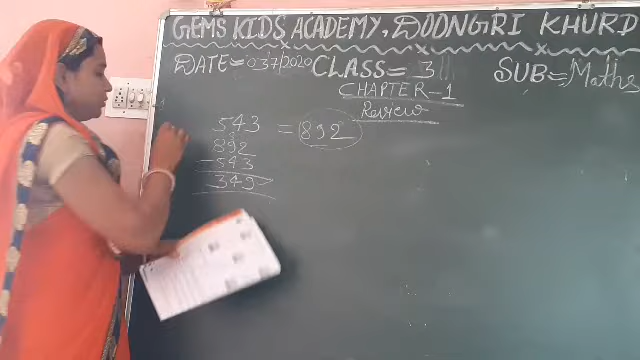 GEMS KIDS ACADEMY, DOONGRI KHURD
DATE=037/2020 CLASS= 3 SUB=Maths
CHAPTER-1
Review
543 = 892
892
-543
349